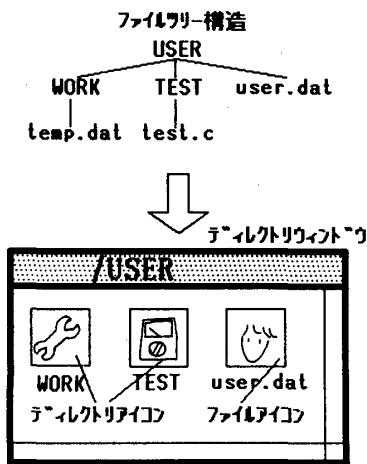 ﾌｧｲﾙﾂﾘｰ構造
USER
WORK TEST user.dat
temp.dat test.c
ﾃﾞｨﾚｸﾄﾘｳｨﾝﾄﾞｳ
/USER
WORK TEST user.dat
ﾃﾞｨﾚｸﾄﾘｱｲｺﾝ ﾌｧｲﾙｱｲｺﾝ